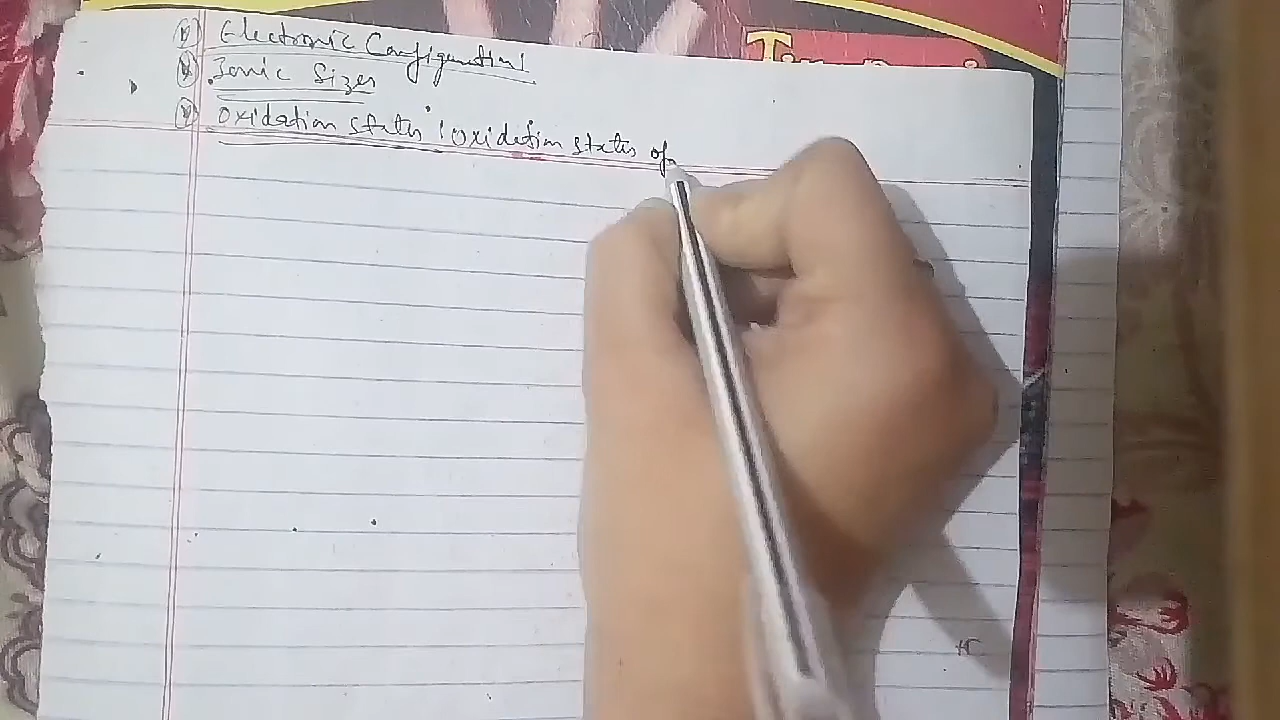 Electronic Configuration!
Ionic Sizes
Oxidation states : oxidation states of